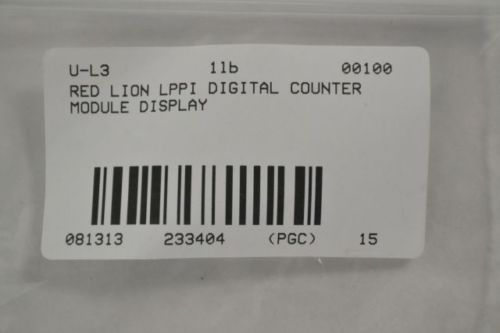 U-L3 1lb 00100
RED LION LPPI DIGITAL COUNTER
MODULE DISPLAY
081313 233404 (PGC) 15